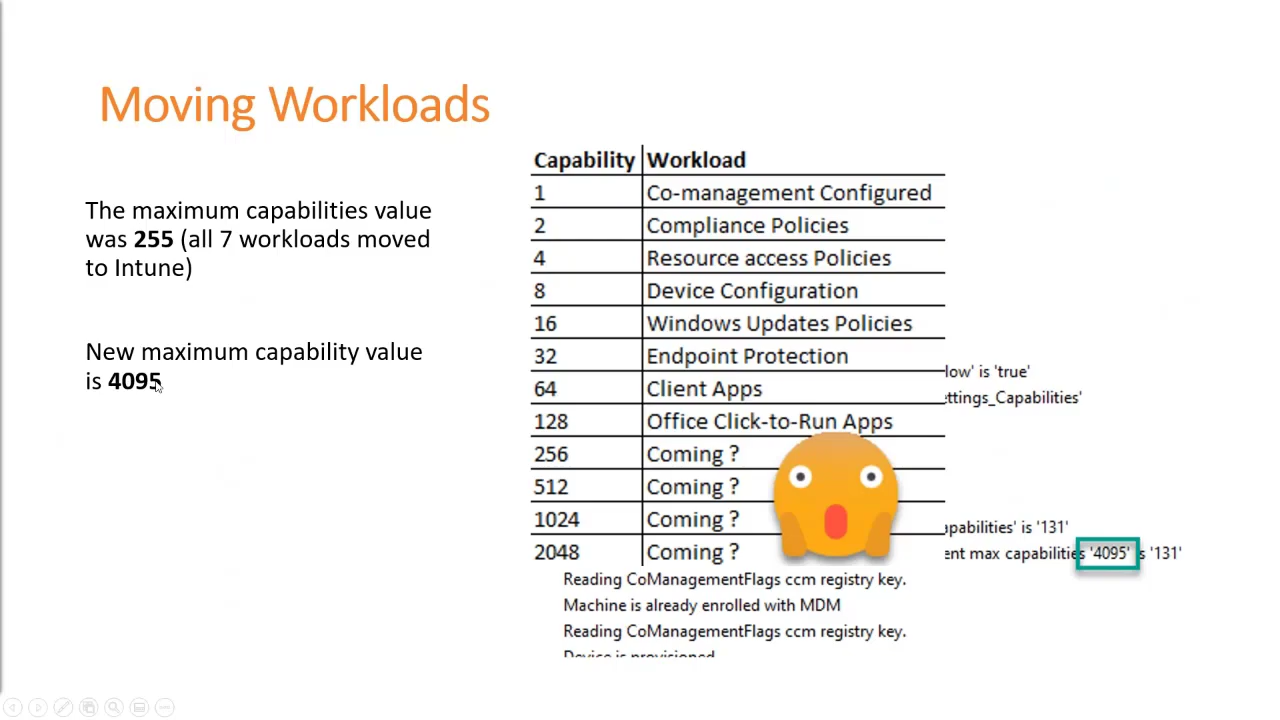 Moving Workloads
The maximum capabilities value
was 255 (all 7 workloads moved
to Intune)
New maximum capability value
is 4095
Capability Workload
1 Co-management Configured
2 Compliance Policies
4 Resource access Policies
8 Device Configuration
16 Windows Updates Policies
32 Endpoint Protection
64 Client Apps
128 Office Click-to-Run Apps
256 Coming ?
512 Coming ?
1024 Coming ?
2048 Coming ?
low' is 'true'
ettings_Capabilities'
apabilities' is '131'
ent max capabilities '4095' is '131'
Reading CoManagementFlags ccm registry key.
Machine is already enrolled with MDM
Reading CoManagementFlags ccm registry key.
Device is provisioned